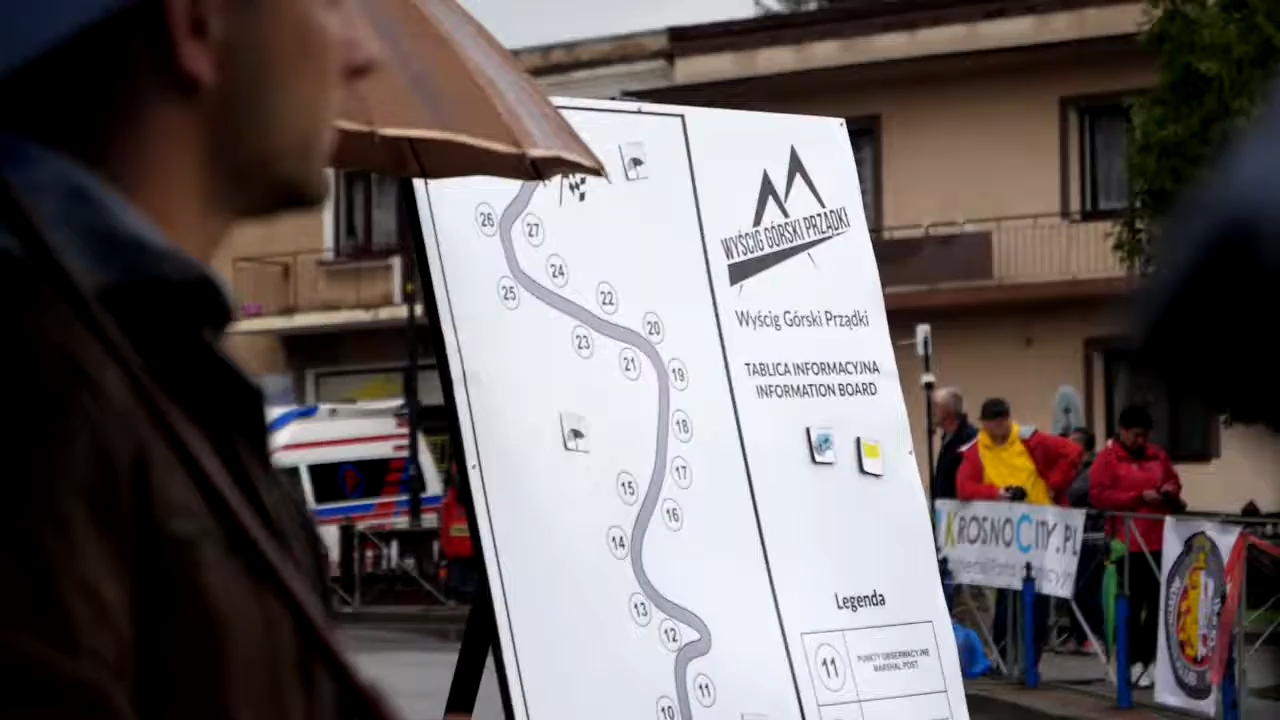 26
27
24
25
22
23
20
21
19
18
17
15
16
14
13
12
11
10
WYŚCIG GÓRSKI PRZĄDKI
Wyścig Górski Prządki
TABLICA INFORMACYJNA
INFORMATION BOARD
Legenda
11
PUNKTY OBSERWACYJNE
MARSHAL POST
KROSNOCITY.PL